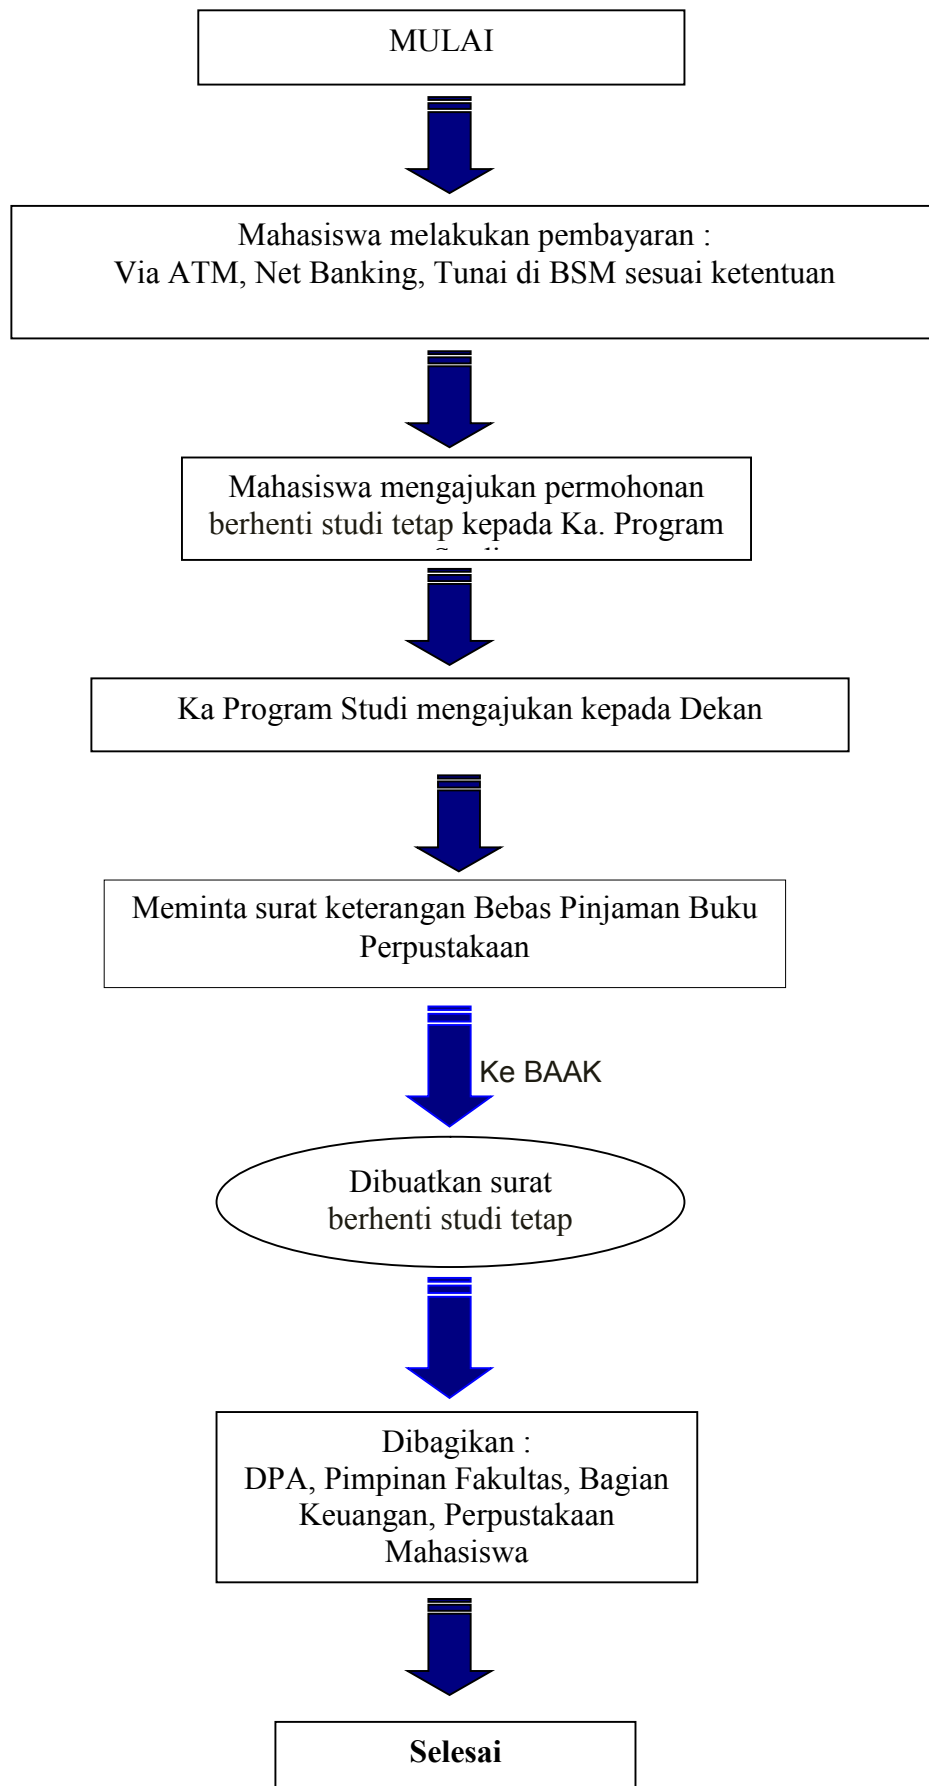 MULAI
Mahasiswa melakukan pembayaran :
Via ATM, Net Banking, Tunai di BSM sesuai ketentuan
Mahasiswa mengajukan permohonan
berhenti studi tetap kepada Ka. Program
Ka Program Studi mengajukan kepada Dekan
Meminta surat keterangan Bebas Pinjaman Buku
Perpustakaan
Ke BAAK
Dibuatkan surat
berhenti studi tetap
Dibagikan :
DPA, Pimpinan Fakultas, Bagian
Keuangan, Perpustakaan
Mahasiswa
Selesai